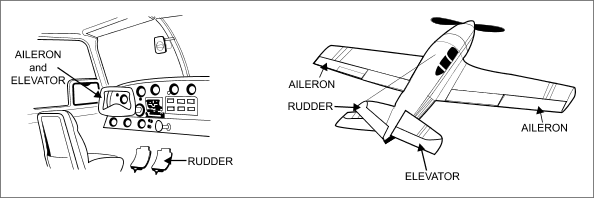 AILERON
and
ELEVATOR
RUDDER
AILERON
RUDDER
AILERON
ELEVATOR